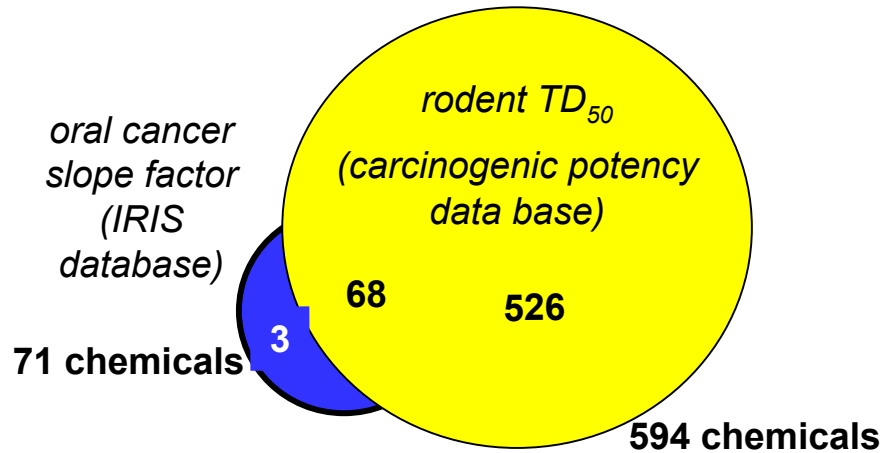 oral cancer
slope factor
(IRIS
database)
rodent TD50
(carcinogenic potency
data base)
68
526
3
71 chemicals
594 chemicals